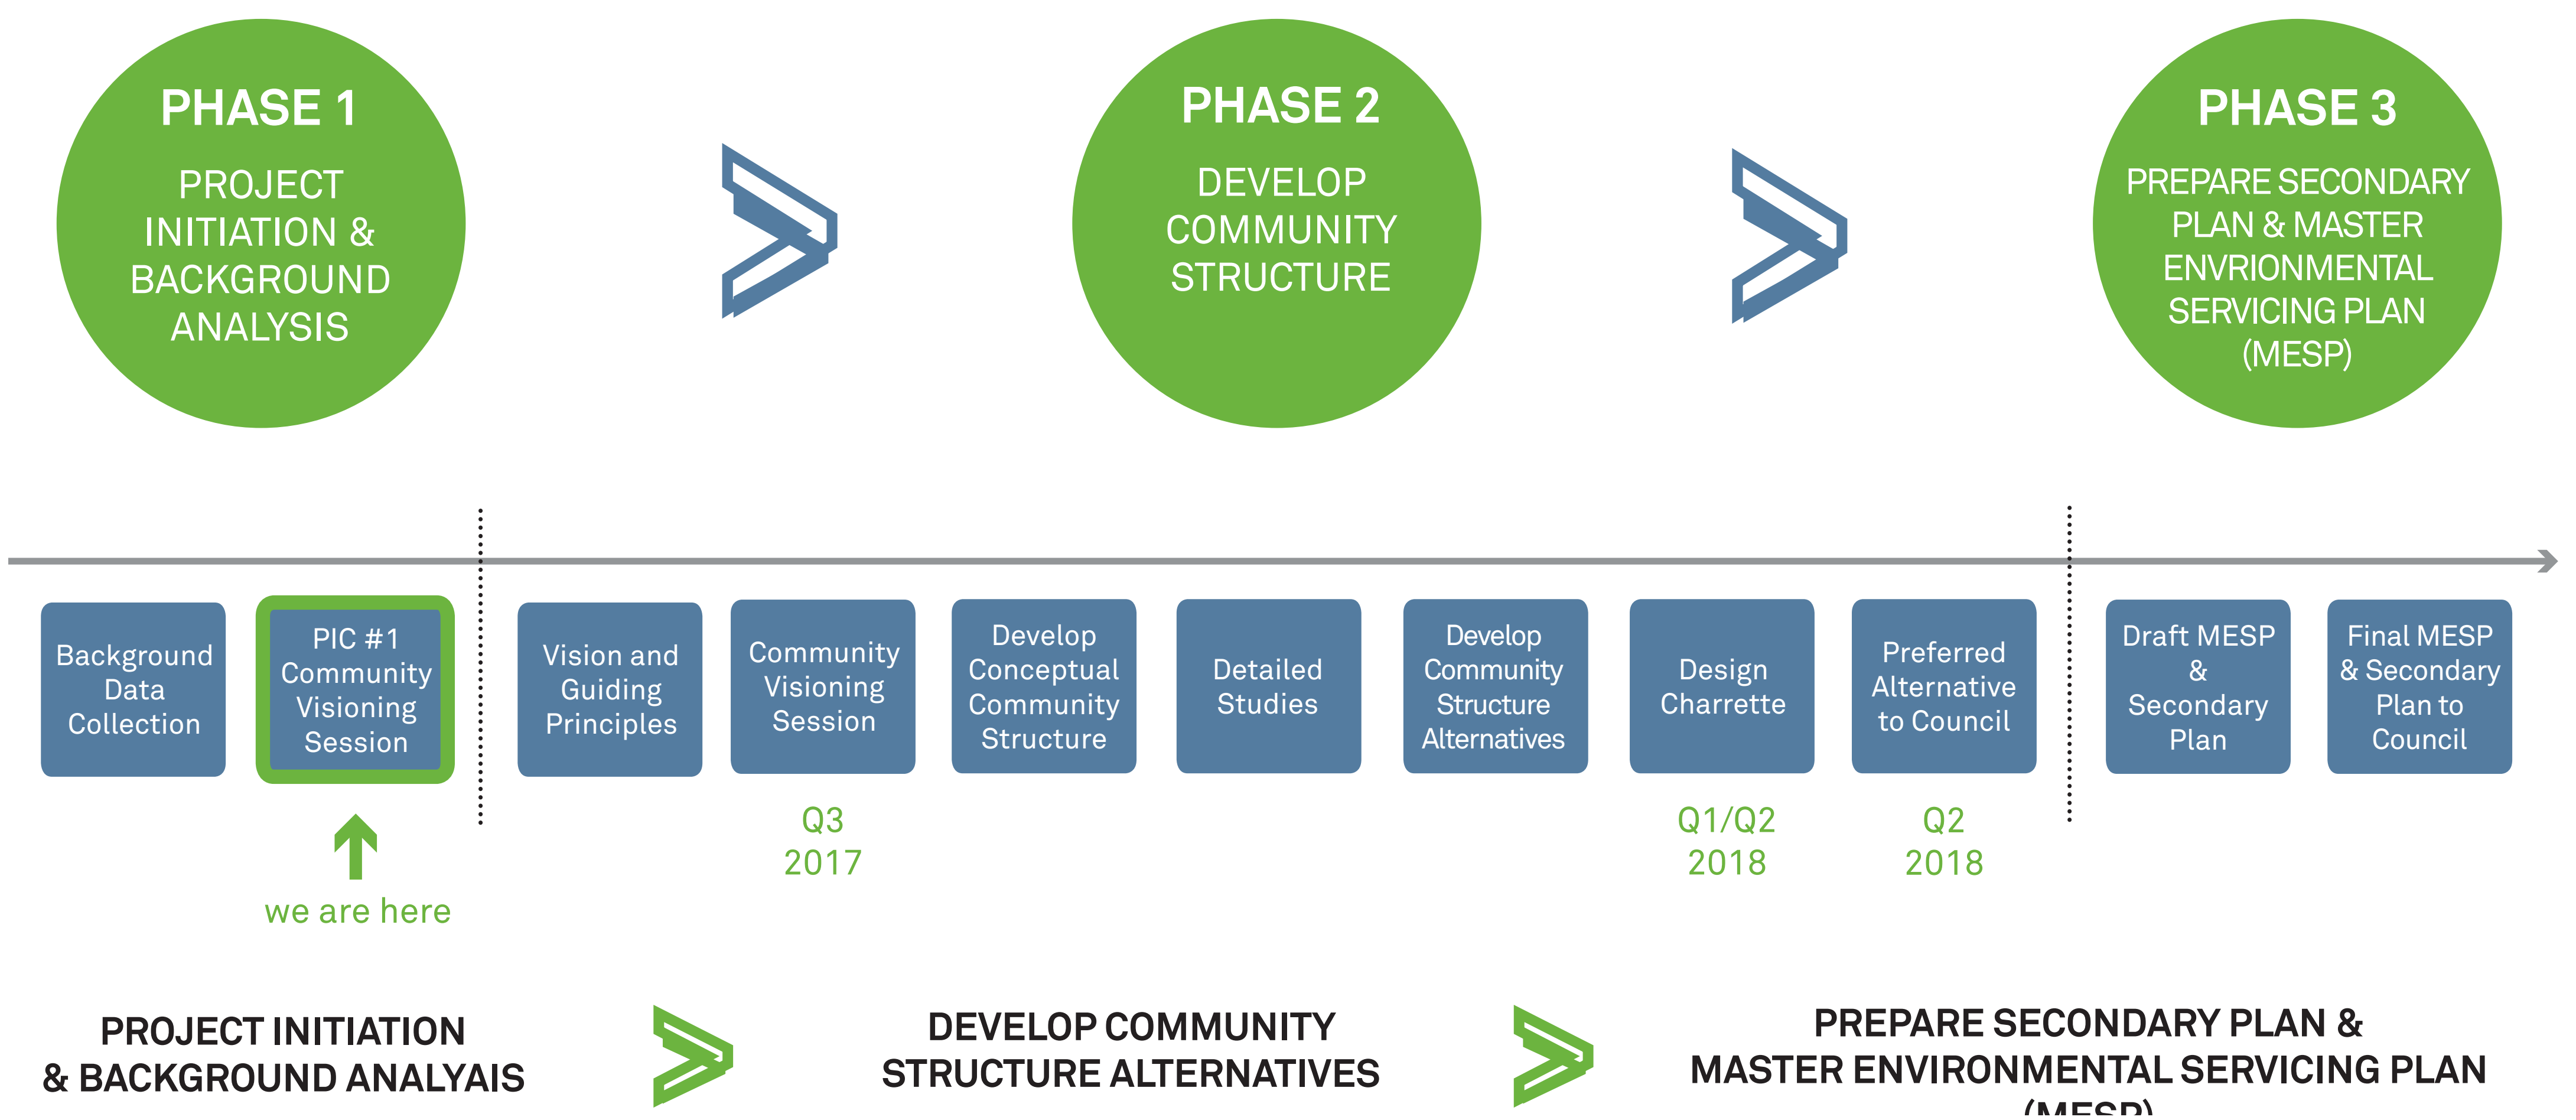 PHASE 1
PROJECT
INITIATION &
BACKGROUND
ANALYSIS
PHASE 2
DEVELOP
COMMUNITY
STRUCTURE
PHASE 3
PREPARE SECONDARY
PLAN & MASTER
ENVRIONMENTAL
SERVICING PLAN
(MESP)
Background
Data
Collection
PIC #1
Community
Visioning
Session
Vision and
Guiding
Principles
Community
Visioning
Session
Develop
Conceptual
Community
Structure
Detailed
Studies
Develop
Community
Structure
Alternatives
Design
Charrette
Preferred
Alternative
to Council
Draft MESP
&
Secondary
Plan
Final MESP
& Secondary
Plan to
Council
we are here
Q3
2017
Q1/Q2
2018
Q2
2018
PROJECT INITIATION
& BACKGROUND ANALYAIS
DEVELOP COMMUNITY
STRUCTURE ALTERNATIVES
PREPARE SECONDARY PLAN &
MASTER ENVIRONMENTAL SERVICING PLAN
(MESP)